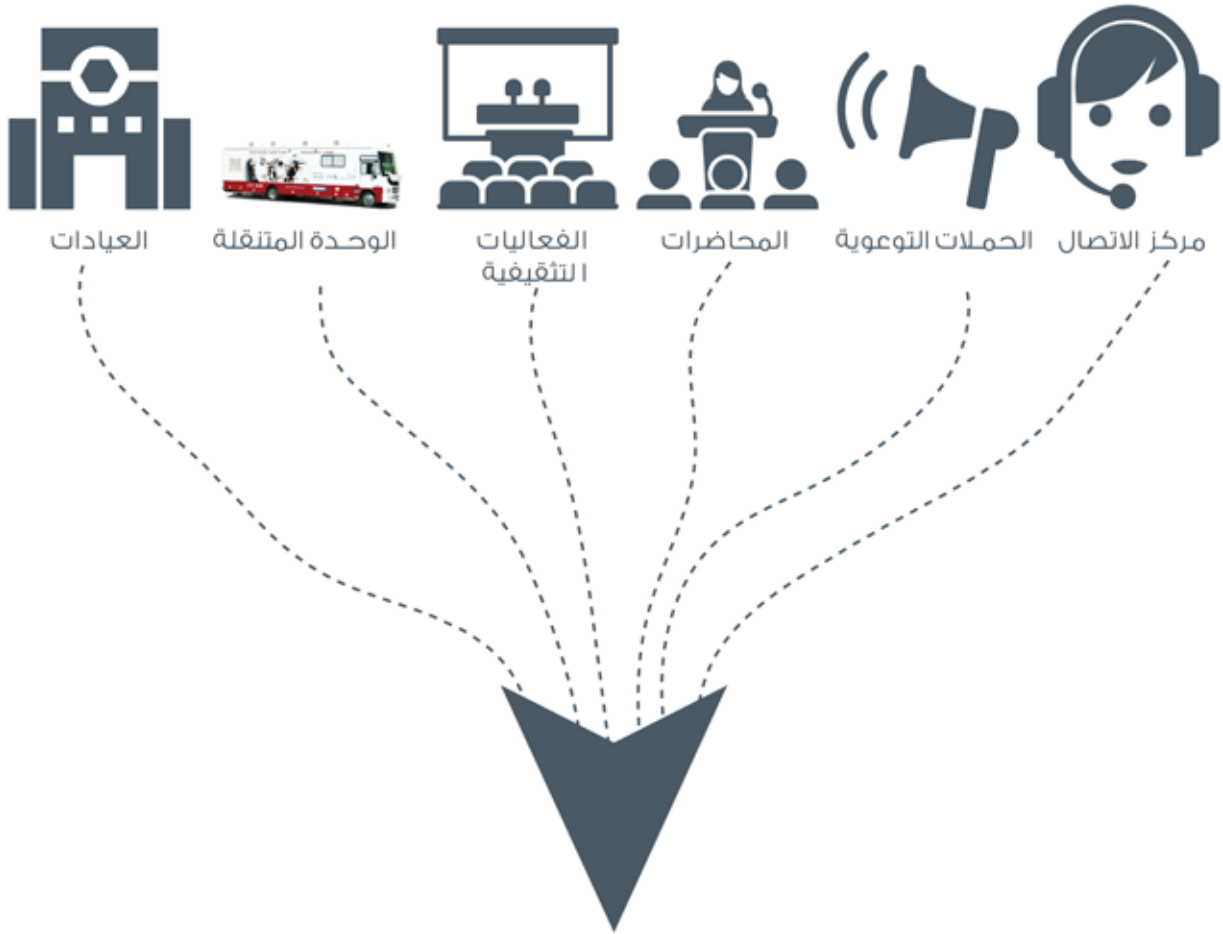 مركز الاتصال
الحملات التوعوية
المحاضرات
الفعاليات
التثقيفية
الوحدة المتنقلة
العيادات